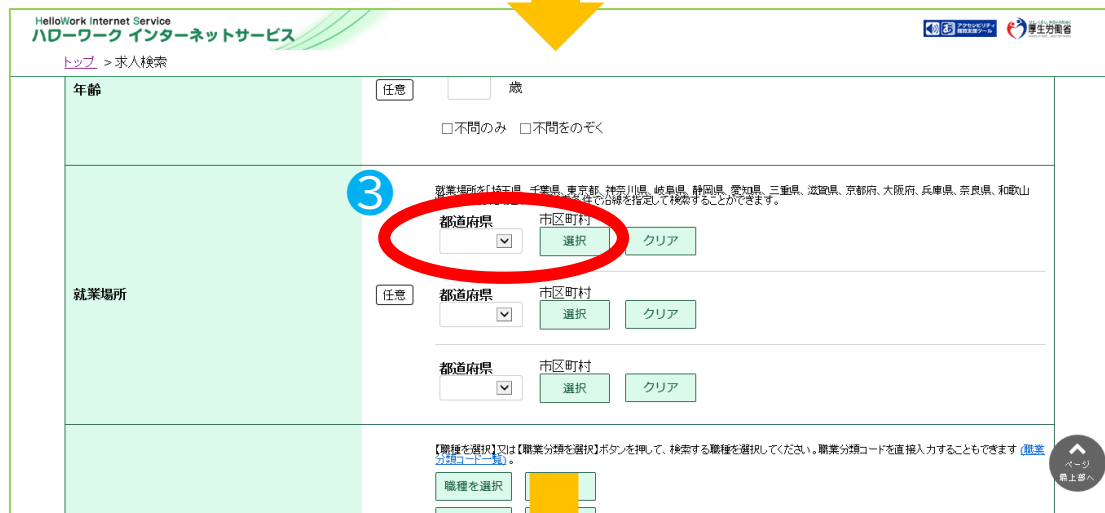 HelloWork Internet Service
ハローワーク インターネットサービス
トップ >求人検索
厚生労働省
年齢
任意
歳
□不問のみ □不問をのぞく
3
就業場所を「埼玉県、千葉県、東京都、神奈川県、岐阜県、静岡県、愛知県、三重県、滋賀県、京都府、大阪府、兵庫県、奈良県、和歌山
条件で沿線を指定して検索することができます。
都道府県 市区町村
選択 クリア
就業場所
任意
都道府県 市区町村
選択 クリア
都道府県 市区町村
選択 クリア
【職種を選択】又は【職業分類を選択】ボタンを押して、検索する職種を選択してください。職業分類コードを直接入力することもできます(職業
分類コード一覧)。
職種を選択
ページ
最上部へ